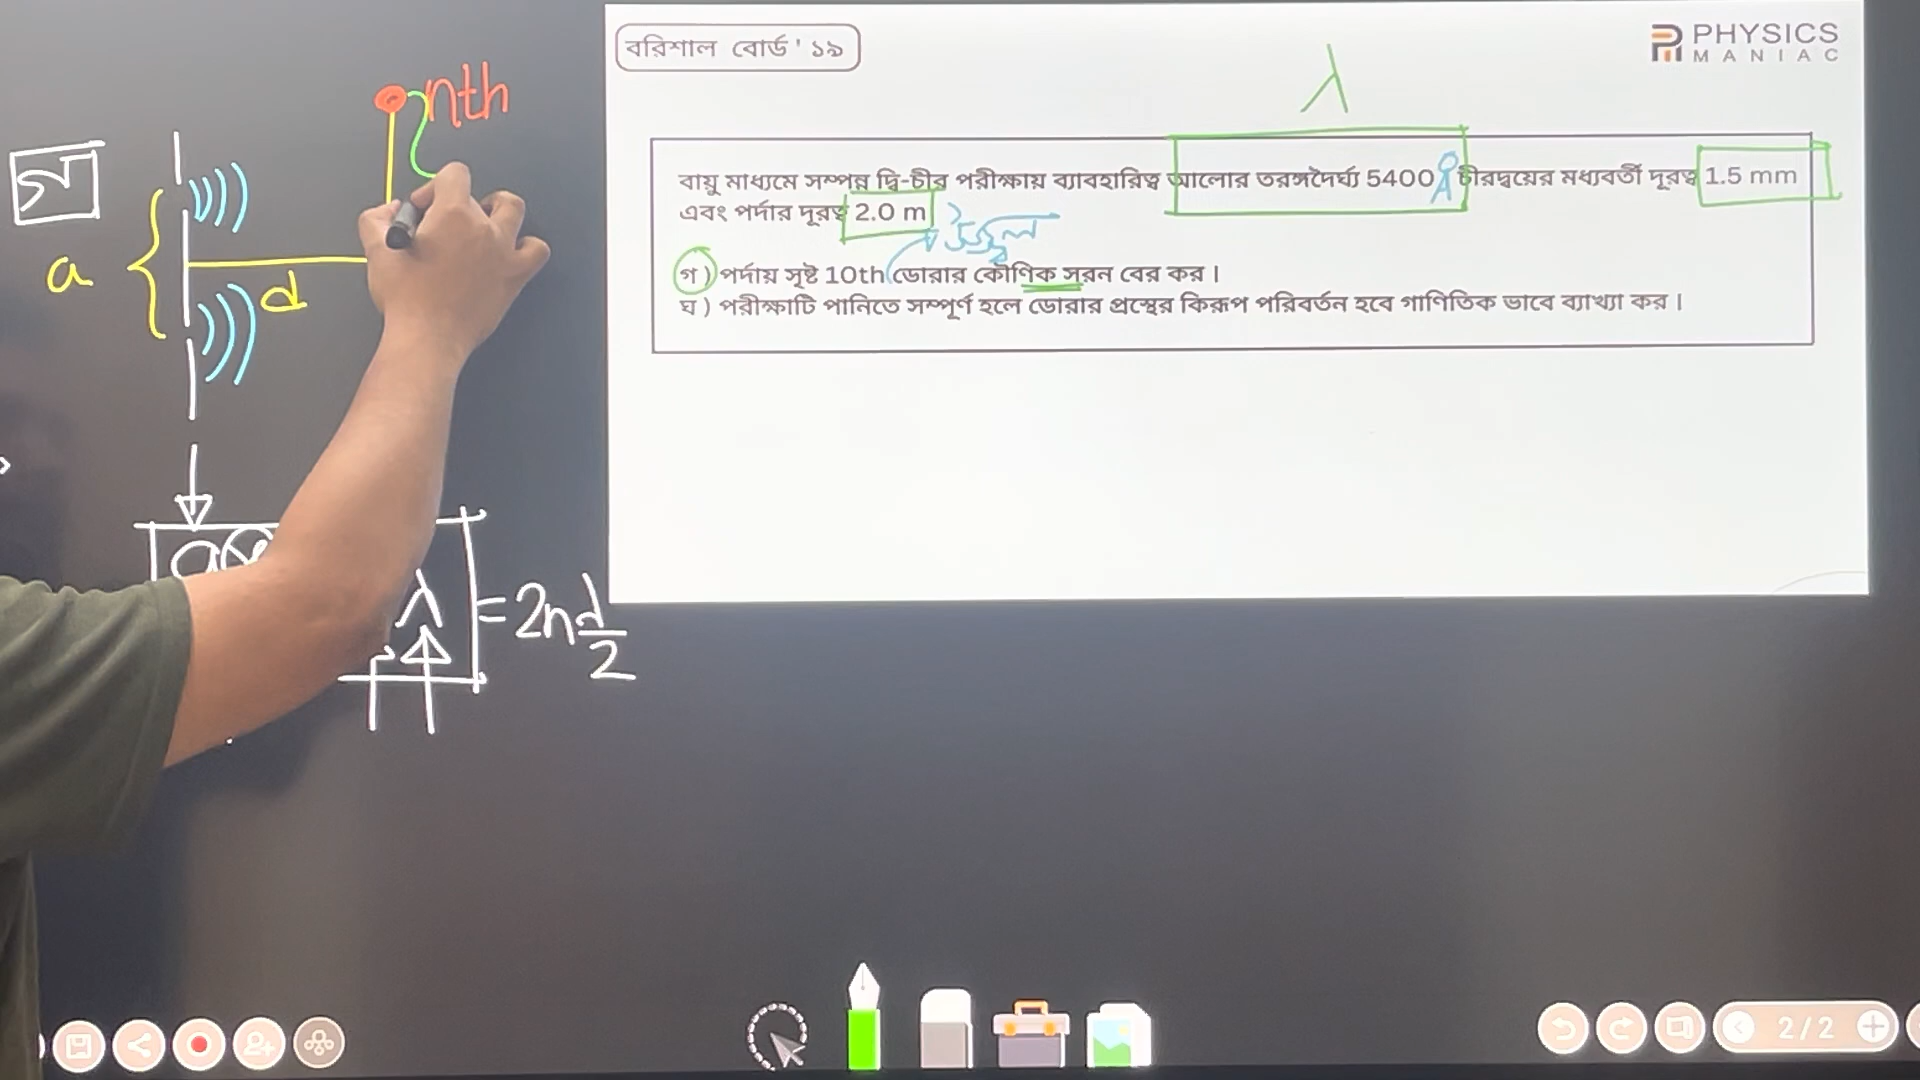 বরিশাল বোর্ড ' ১৯
PHYSICS
MANIAC
λ
বায়ু মাধ্যমে সম্পন্ন দ্বি-চীর পরীক্ষায় ব্যাবহারিত্ব আলোর তরঙ্গদৈর্ঘ্য 5400 Å চীরদ্বয়ের মধ্যবর্তী দূরত্ব 1.5 mm
এবং পর্দার দূরত্ব 2.0 m
উজ্জ্বল
গ ) পর্দায় সৃষ্ট 10th ডোরার কৌণিক সরন বের কর ।
ঘ ) পরীক্ষাটি পানিতে সম্পূর্ণ হলে ডোরার প্রস্থের কিরূপ পরিবর্তন হবে গাণিতিক ভাবে ব্যাখ্যা কর ।
nth
গ
a
d
λ = 2n λ/2
2/2